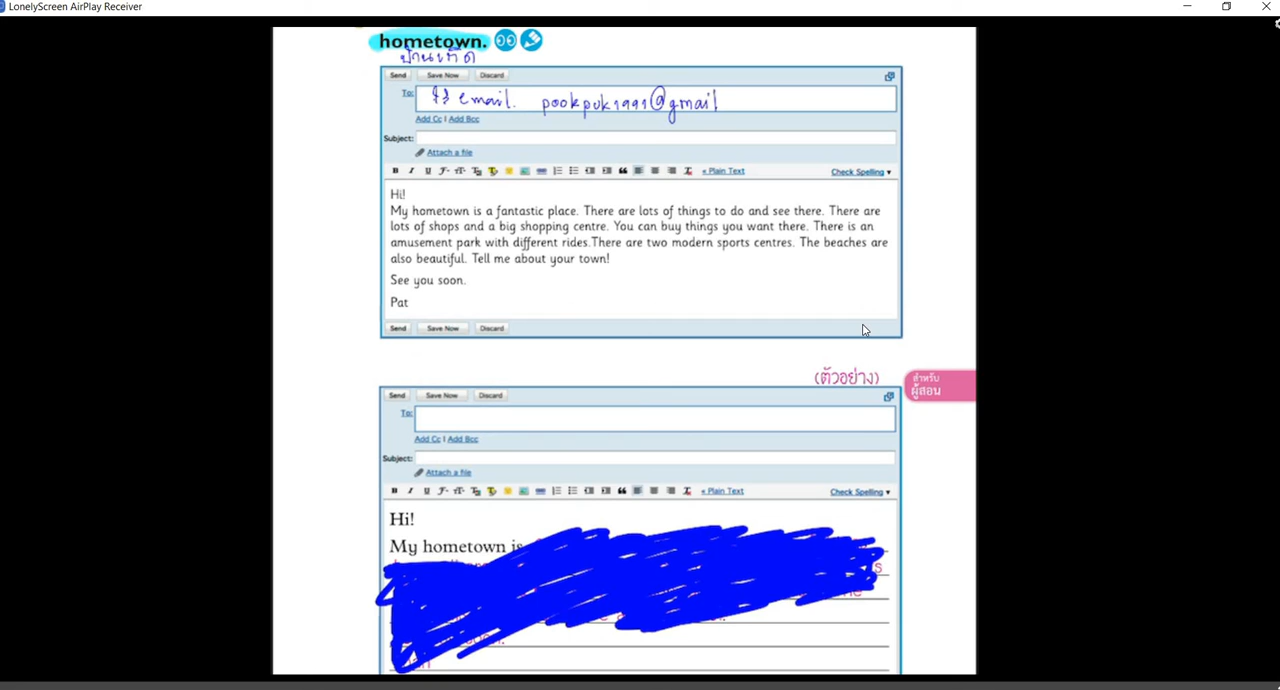 LonelyScreen AirPlay Receiver
hometown.
บ้านเกิด
Send Save Now Discard
To: email. pookpuk1991@gmail
Add Cc | Add Bcc
Subject:
Attach a file
B I U « Plain Text Check Spelling ▾
Hi!
My hometown is a fantastic place. There are lots of things to do and see there. There are
lots of shops and a big shopping centre. You can buy things you want there. There is an
amusement park with different rides.There are two modern sports centres. The beaches are
also beautiful. Tell me about your town!
See you soon.
Pat
Send Save Now Discard
(ตัวอย่าง)
สำหรับ
ผู้สอน
Send Save Now Discard
To:
Add Cc | Add Bcc
Subject:
Attach a file
B I U « Plain Text Check Spelling ▾
Hi!
My hometown is